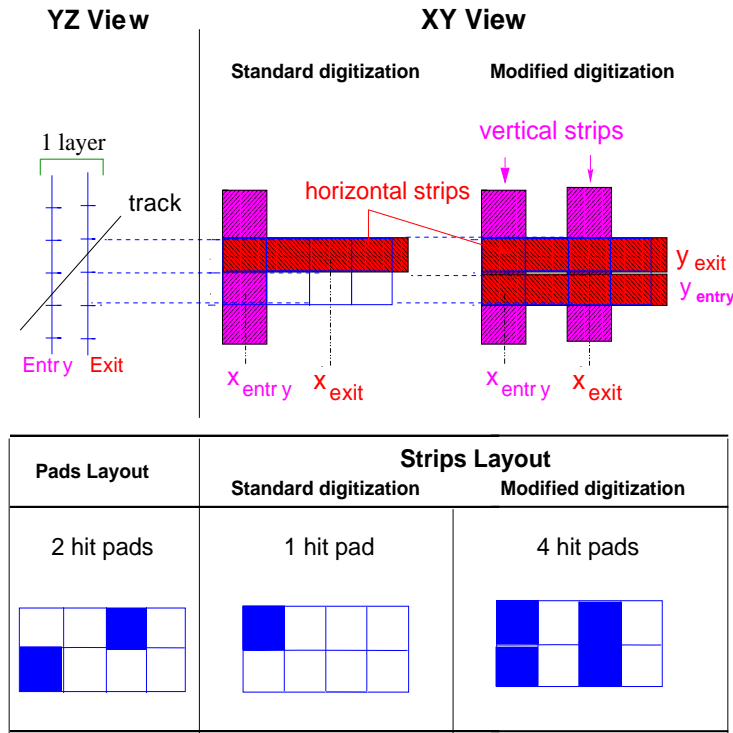 YZ View
XY View
Standard digitization
Modified digitization
1 layer
track
vertical strips
horizontal strips
y exit
y entry
Entry Exit
x entry
x exit
x entry
x exit
Pads Layout
Strips Layout
Standard digitization
Modified digitization
2 hit pads
1 hit pad
4 hit pads